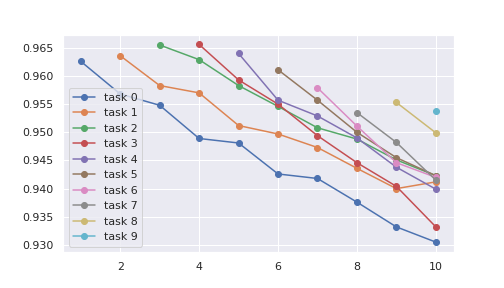 0.965
0.960
0.955
0.950
0.945
0.940
0.935
0.930
task 0
task 1
task 2
task 3
task 4
task 5
task 6
task 7
task 8
task 9
2 4 6 8 10